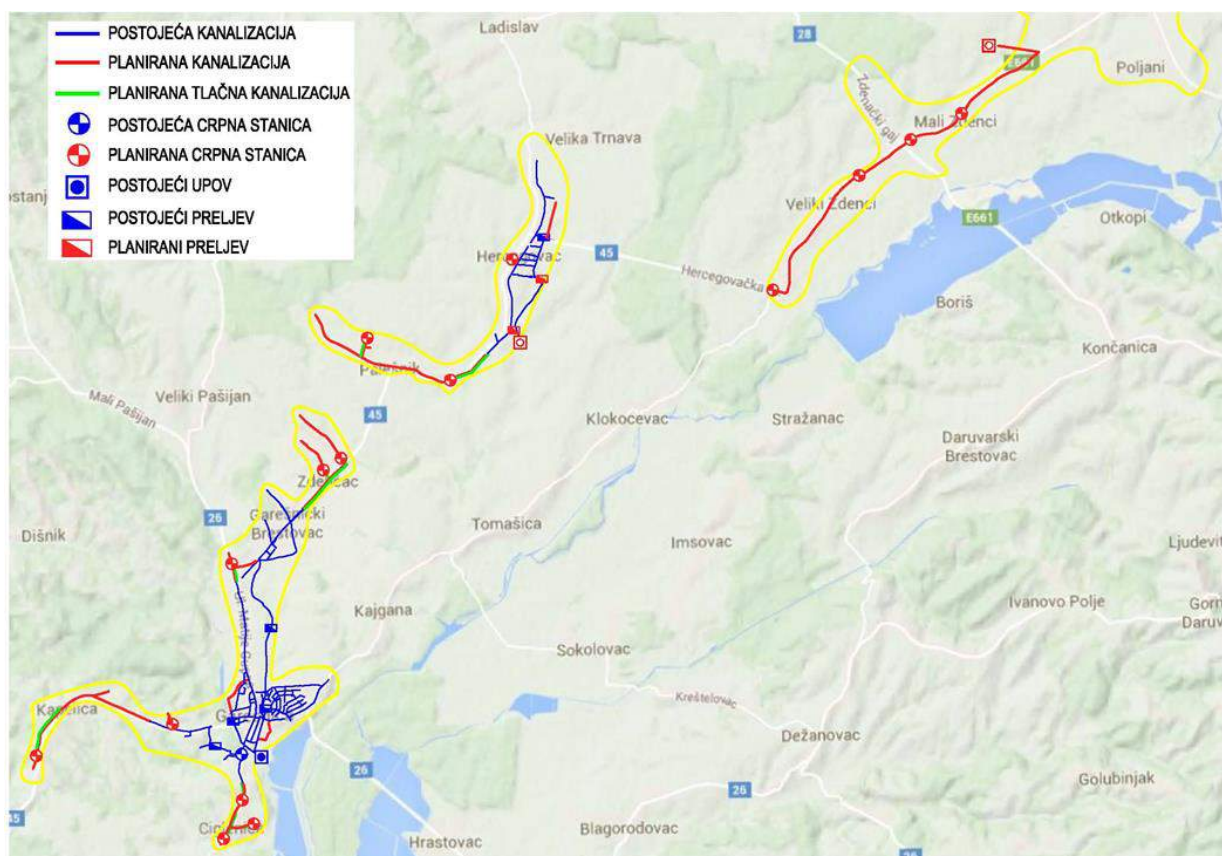 POSTOJEĆA KANALIZACIJA
PLANIRANA KANALIZACIJA
PLANIRANA TLAČNA KANALIZACIJA
POSTOJEĆA CRPNA STANICA
PLANIRANA CRPNA STANICA
POSTOJEĆI UPOV
POSTOJEĆI PRELJEV
PLANIRANI PRELJEV
Ladislav
28
E661
Poljani
Zdenački gaj
Mali Zdenci
Velika Trnava
Veliki Zdenci
E661
Otkopi
45
Hercegovačka
Boriš
Končanica
Mali Pašijan
Veliki Pašijan
45
Klokočevac
Stražanac
Daruvarski
Brestovac
26
Garešnički
Brestovac
Dišnik
Tomašica
Imsovac
Kajgana
Ivanovo Polje
Sokolovac
Kreštelovac
Dežanovac
26
26
Golubinjak
45
Blagorodovac
Hrastovac
26